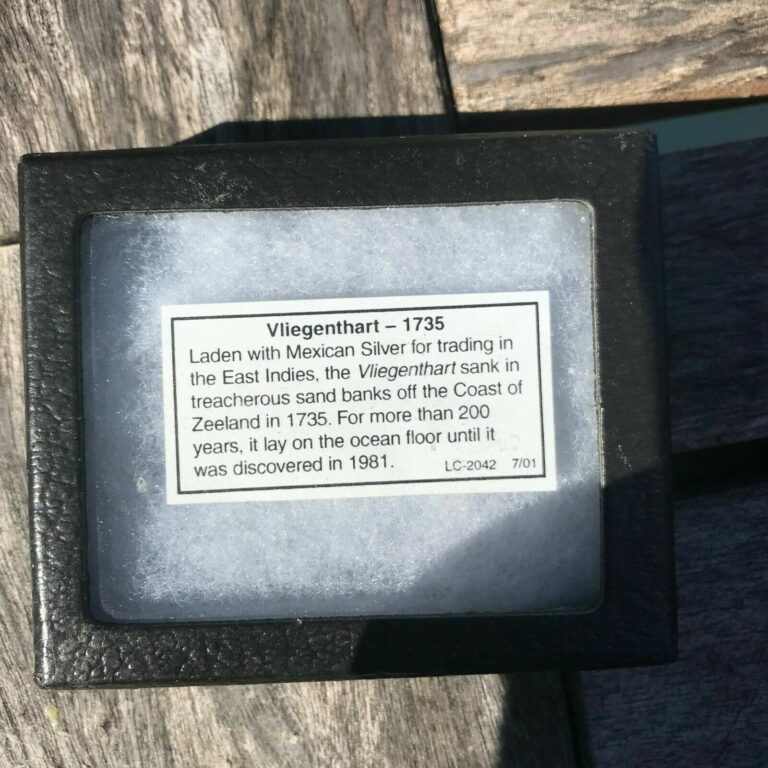 Vliegenthart – 1735
Laden with Mexican Silver for trading in
the East Indies, the Vliegenthart sank in
treacherous sand banks off the Coast of
Zeeland in 1735. For more than 200
years, it lay on the ocean floor until it
was discovered in 1981. LC-2042 7/01